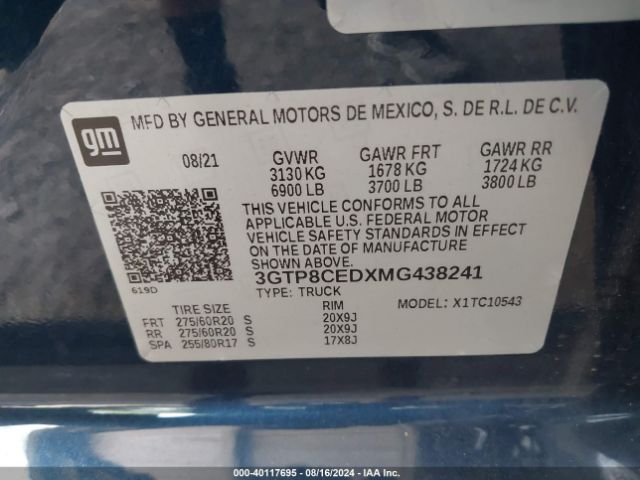 gm
MFD BY GENERAL MOTORS DE MEXICO, S. DE R.L. DE C.V.
08/21 GVWR GAWR FRT GAWR RR
3130 KG 1678 KG 1724 KG
6900 LB 3700 LB 3800 LB
THIS VEHICLE CONFORMS TO ALL
APPLICABLE U.S. FEDERAL MOTOR
VEHICLE SAFETY STANDARDS IN EFFECT
ON THE DATE OF MANUFACTURE
SHOWN ABOVE.
619D
3GTP8CEDXMG438241
TYPE: TRUCK MODEL: X1TC10543
TIRE SIZE RIM
FRT 275/60R20 S 20X9J
RR 275/60R20 S 20X9J
SPA 255/80R17 S 17X8J
000-40117695 - 08/16/2024 - IAA Inc.